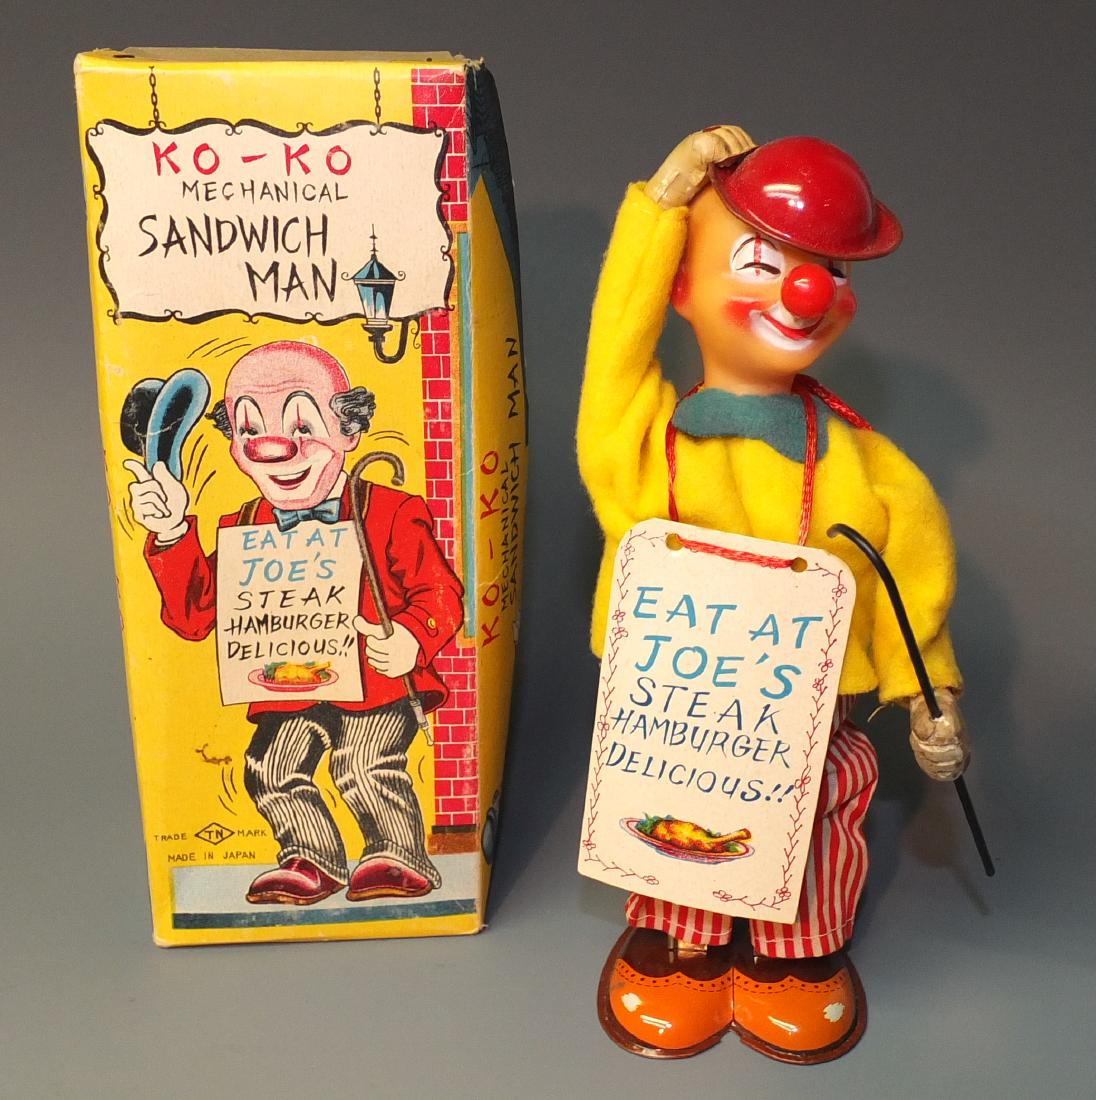 KO-KO
MECHANICAL
SANDWICH
MAN
EAT AT
JOE'S
STEAK
HAMBURGER
DELICIOUS!!
TRADE TN MARK
MADE IN JAPAN
KO-KO
MECHANICAL
SANDWICH MAN
EAT AT
JOE'S
STEAK
HAMBURGER
DELICIOUS!!